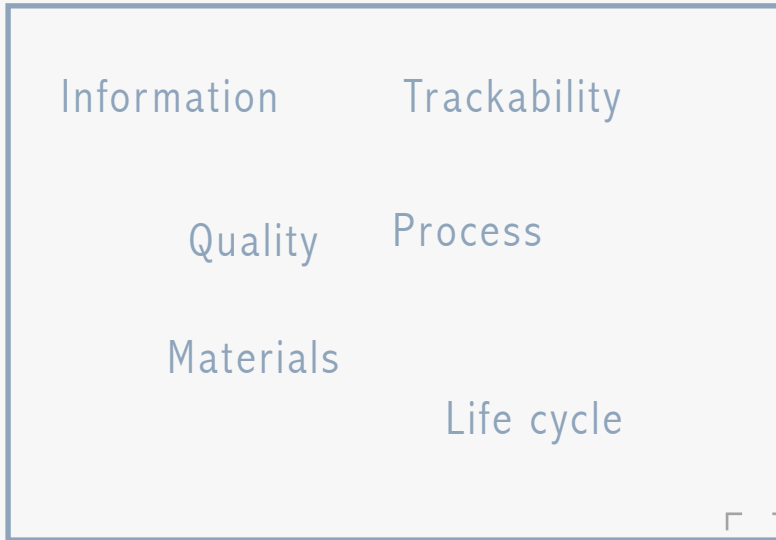 Information
Trackability
Quality
Process
Materials
Life cycle